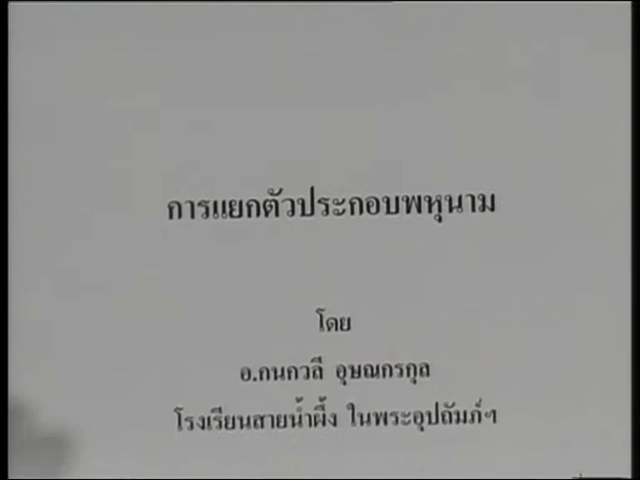 การแยกตัวประกอบพหุนาม
โดย
อ.กนกวลี อุษณกรกุล
โรงเรียนสายน้ำผึ้ง ในพระอุปถัมภ์ฯ